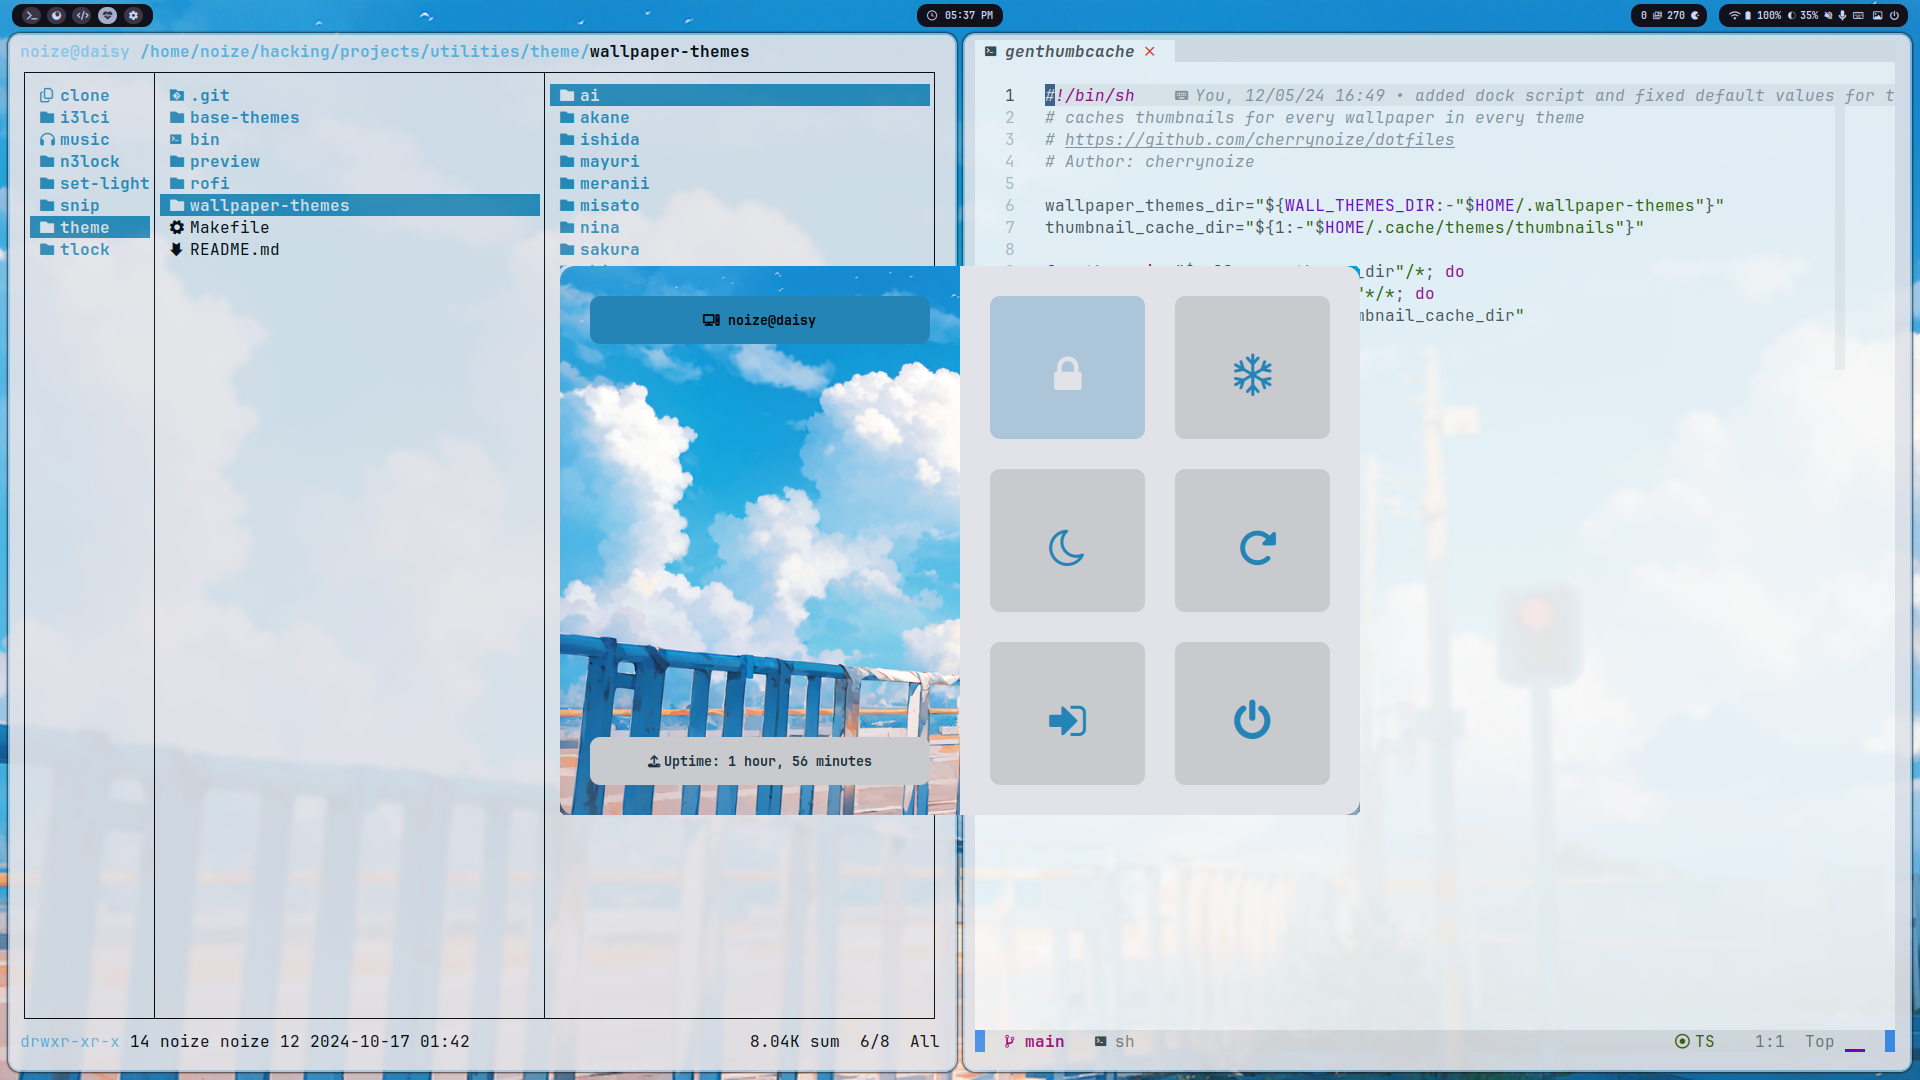 05:37 PM
0 270
100% 35%
noize@daisy /home/noize/hacking/projects/utilities/theme/wallpaper-themes
clone
i3lci
music
n3lock
set-light
snip
theme
tlock
.git
base-themes
bin
preview
rofi
wallpaper-themes
Makefile
README.md
ai
akane
ishida
mayuri
meranii
misato
nina
sakura
drwxr-xr-x 14 noize noize 12 2024-10-17 01:42 8.04K sum 6/8 All
genthumbcache
1 #!/bin/sh You, 12/05/24 16:49 • added dock script and fixed default values for t
2 # caches thumbnails for every wallpaper in every theme
3 # https://github.com/cherrynoize/dotfiles
4 # Author: cherrynoize
5
6 wallpaper_themes_dir="${WALL_THEMES_DIR:-"$HOME/.wallpaper-themes"}"
7 thumbnail_cache_dir="${1:-"$HOME/.cache/themes/thumbnails"}"
8
_dir"/*; do
"*/*; do
mbnail_cache_dir"
main sh TS 1:1 Top
noize@daisy
Uptime: 1 hour, 56 minutes